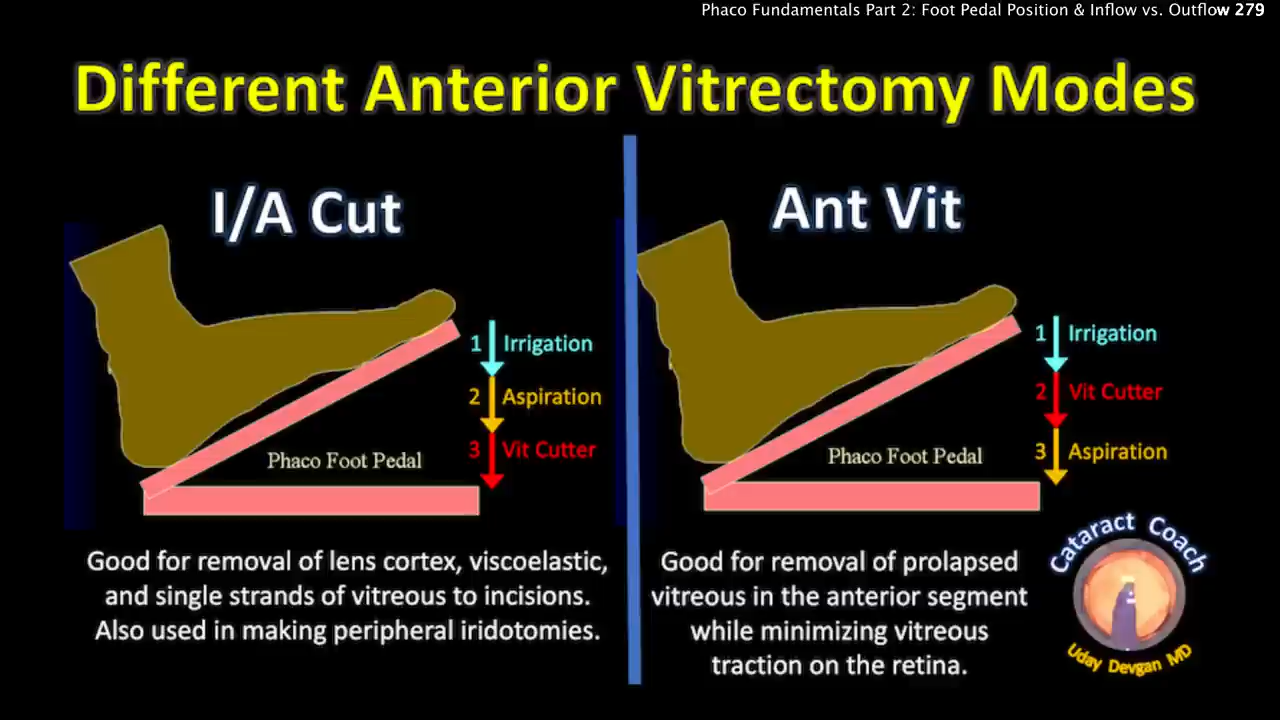 Phaco Fundamentals Part 2: Foot Pedal Position & Inflow vs. Outflow 279
Different Anterior Vitrectomy Modes
I/A Cut
1 Irrigation
2 Aspiration
3 Vit Cutter
Phaco Foot Pedal
Good for removal of lens cortex, viscoelastic,
and single strands of vitreous to incisions.
Also used in making peripheral iridotomies.
Ant Vit
1 Irrigation
2 Vit Cutter
3 Aspiration
Phaco Foot Pedal
Good for removal of prolapsed
vitreous in the anterior segment
while minimizing vitreous
traction on the retina.
Cataract Coach
Uday Devgan MD